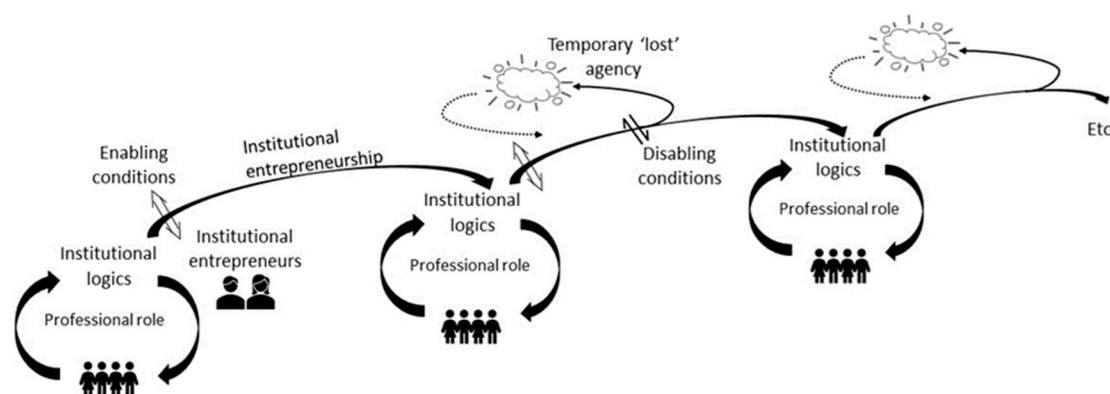 Temporary ‘lost’
agency
Enabling
conditions
Institutional
entrepreneurship
Disabling
conditions
Institutional
logics
Professional role
Institutional
entrepreneurs
Institutional
logics
Professional role
Institutional
logics
Professional role
Etc